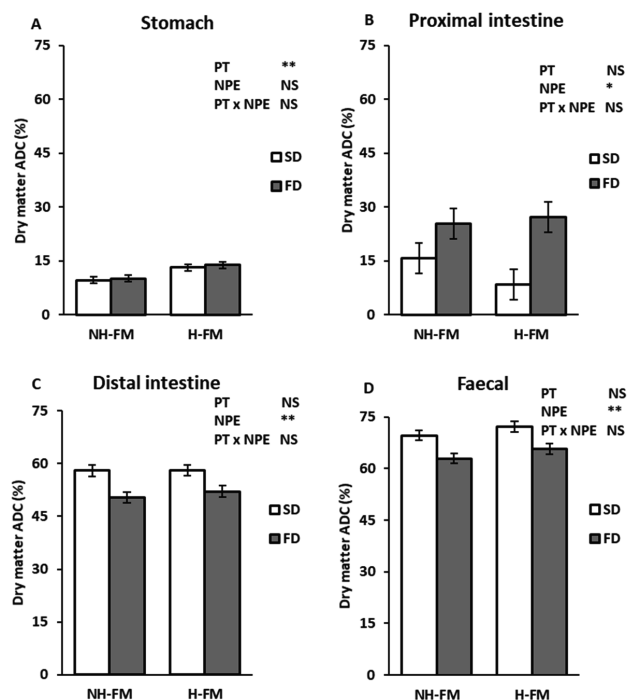 A Stomach
75
60
45
30
15
0
Dry matter ADC (%)
PT **
NPE NS
PT x NPE NS
SD
FD
NH-FM H-FM
B Proximal intestine
75
60
45
30
15
0
Dry matter ADC (%)
PT NS
NPE *
PT x NPE NS
SD
FD
NH-FM H-FM
C Distal intestine
75
60
45
30
15
0
Dry matter ADC (%)
PT NS
NPE **
PT x NPE NS
SD
FD
NH-FM H-FM
D Faecal
75
60
45
30
15
0
Dry matter ADC (%)
PT NS
NPE **
PT x NPE NS
SD
FD
NH-FM H-FM